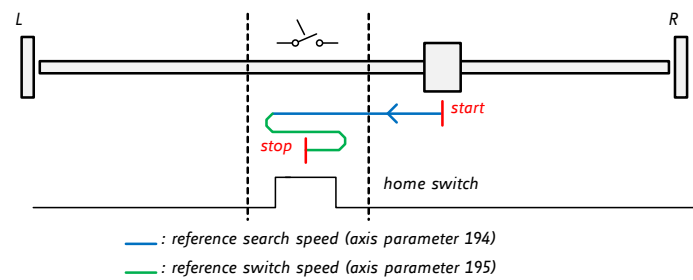 L
R
start
stop
home switch
: reference search speed (axis parameter 194)
: reference switch speed (axis parameter 195)